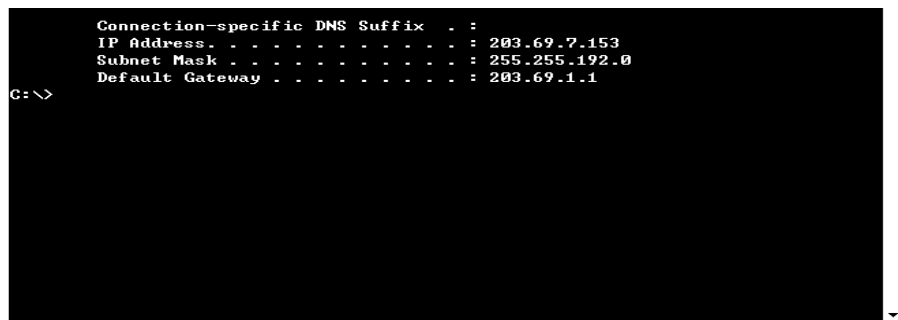 Connection-specific DNS Suffix  . :
IP Address. . . . . . . . . . . . : 203.69.7.153
Subnet Mask . . . . . . . . . . . : 255.255.192.0
Default Gateway . . . . . . . . . : 203.69.1.1
C:\>